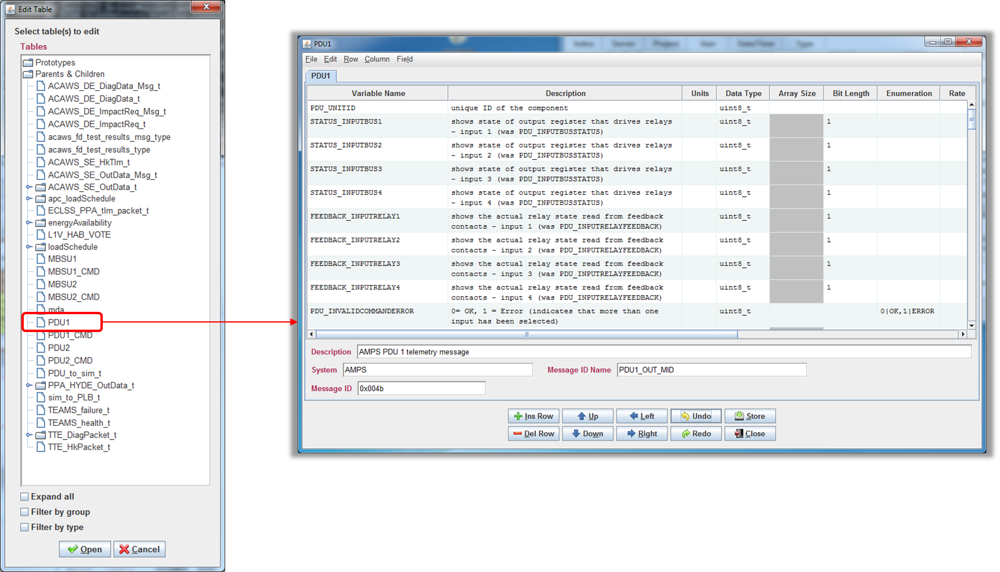 Edit Table
Select table(s) to edit
Tables
Prototypes
Parents & Children
ACAWS_DE_DiagData_Msg_t
ACAWS_DE_DiagData_t
ACAWS_DE_ImpactReq_Msg_t
ACAWS_DE_ImpactReq_t
acaws_fd_test_results_msg_type
acaws_fd_test_results_type
ACAWS_SE_HkTlm_t
ACAWS_SE_OutData_Msg_t
ACAWS_SE_OutData_t
apc_loadSchedule
ECLSS_PPA_tlm_packet_t
energyAvailability
L1V_HAB_VOTE
loadSchedule
MBSU1
MBSU1_CMD
MBSU2
MBSU2_CMD
mda
PDU1
PDU1_CMD
PDU2
PDU2_CMD
PDU_to_sim_t
PPA_HYDE_OutData_t
sim_to_PLB_t
TEAMS_failure_t
TEAMS_health_t
TTE_DiagPacket_t
TTE_HkPacket_t
Expand all
Filter by group
Filter by type
Open Cancel
PDU1
Index Server Project User Date/Time Type
File Edit Row Column Field
PDU1
Variable Name Description Units Data Type Array Size Bit Length Enumeration Rate
PDU_UNITID unique ID of the component uint8_t
STATUS_INPUTBUS1 shows state of output register that drives relays uint8_t 1
- input 1 (was PDU_INPUTBUSSTATUS)
STATUS_INPUTBUS2 shows state of output register that drives relays uint8_t 1
- input 2 (was PDU_INPUTBUSSTATUS)
STATUS_INPUTBUS3 shows state of output register that drives relays uint8_t 1
- input 3 (was PDU_INPUTBUSSTATUS)
STATUS_INPUTBUS4 shows state of output register that drives relays uint8_t 1
- input 4 (was PDU_INPUTBUSSTATUS)
FEEDBACK_INPUTRELAY1 shows the actual relay state read from feedback uint8_t 1
contacts - input 1 (was PDU_INPUTRELAYFEEDBACK)
FEEDBACK_INPUTRELAY2 shows the actual relay state read from feedback uint8_t 1
contacts - input 2 (was PDU_INPUTRELAYFEEDBACK)
FEEDBACK_INPUTRELAY3 shows the actual relay state read from feedback uint8_t 1
contacts - input 3 (was PDU_INPUTRELAYFEEDBACK)
FEEDBACK_INPUTRELAY4 shows the actual relay state read from feedback uint8_t 1
contacts - input 4 (was PDU_INPUTRELAYFEEDBACK)
PDU_INVALIDCOMMANDERROR 0= OK, 1 = Error (indicates that more than one uint8_t 0|OK,1|ERROR
input has been selected)
Description AMPS PDU 1 telemetry message
System AMPS Message ID Name PDU1_OUT_MID
Message ID 0x004b
Ins Row Up Left Undo Store
Del Row Down Right Redo Close